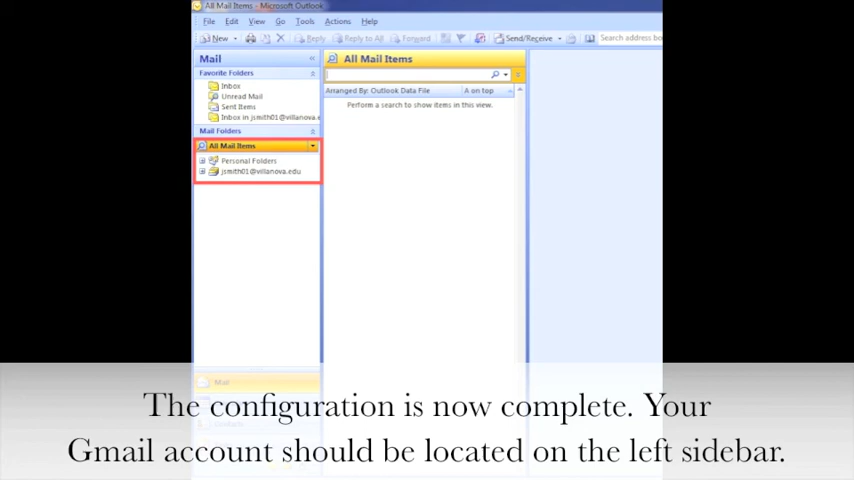 All Mail Items - Microsoft Outlook
File Edit View Go Tools Actions Help
New Reply Reply to All Forward Send/Receive Search address bo
Mail «
Favorite Folders
Inbox
Unread Mail
Sent Items
Inbox in jsmith01@villanova.e
Mail Folders
All Mail Items
Personal Folders
jsmith01@villanova.edu
All Mail Items
Arranged By: Outlook Data File A on top
Perform a search to show items in this view.
Mail
The configuration is now complete. Your
Gmail account should be located on the left sidebar.